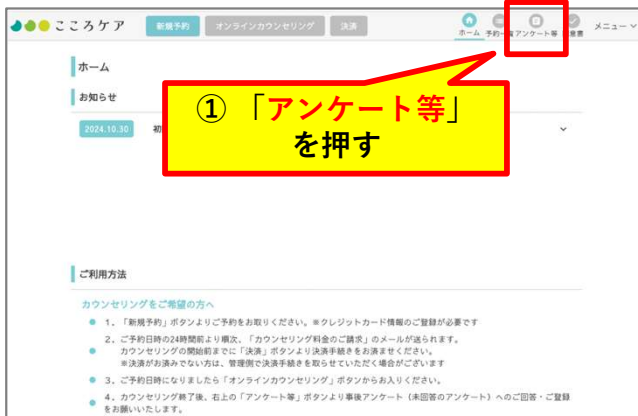 こころケア 新規予約 オンラインカウンセリング 決済 ホーム 予約一覧 アンケート等 同意書 メニュー
ホーム
お知らせ
2024.10.30 初
① 「アンケート等」
を押す
ご利用方法
カウンセリングをご希望の方へ
1、「新規予約」ボタンよりご予約をお取りください。※クレジットカード情報のご登録が必要です
2、ご予約日時の24時間前より順次、「カウンセリング料金のご請求」のメールが送られます。
カウンセリングの開始前までに「決済」ボタンより決済手続きをお済ませください。
※決済がお済みでない方は、管理側で決済手続きを取らせていただく場合がございます
3、ご予約日時になりましたら「オンラインカウンセリング」ボタンからお入りください。
4、カウンセリング終了後、右上の「アンケート等」ボタンより事後アンケート（未回答のアンケート）へのご回答・ご登録
をお願いいたします。